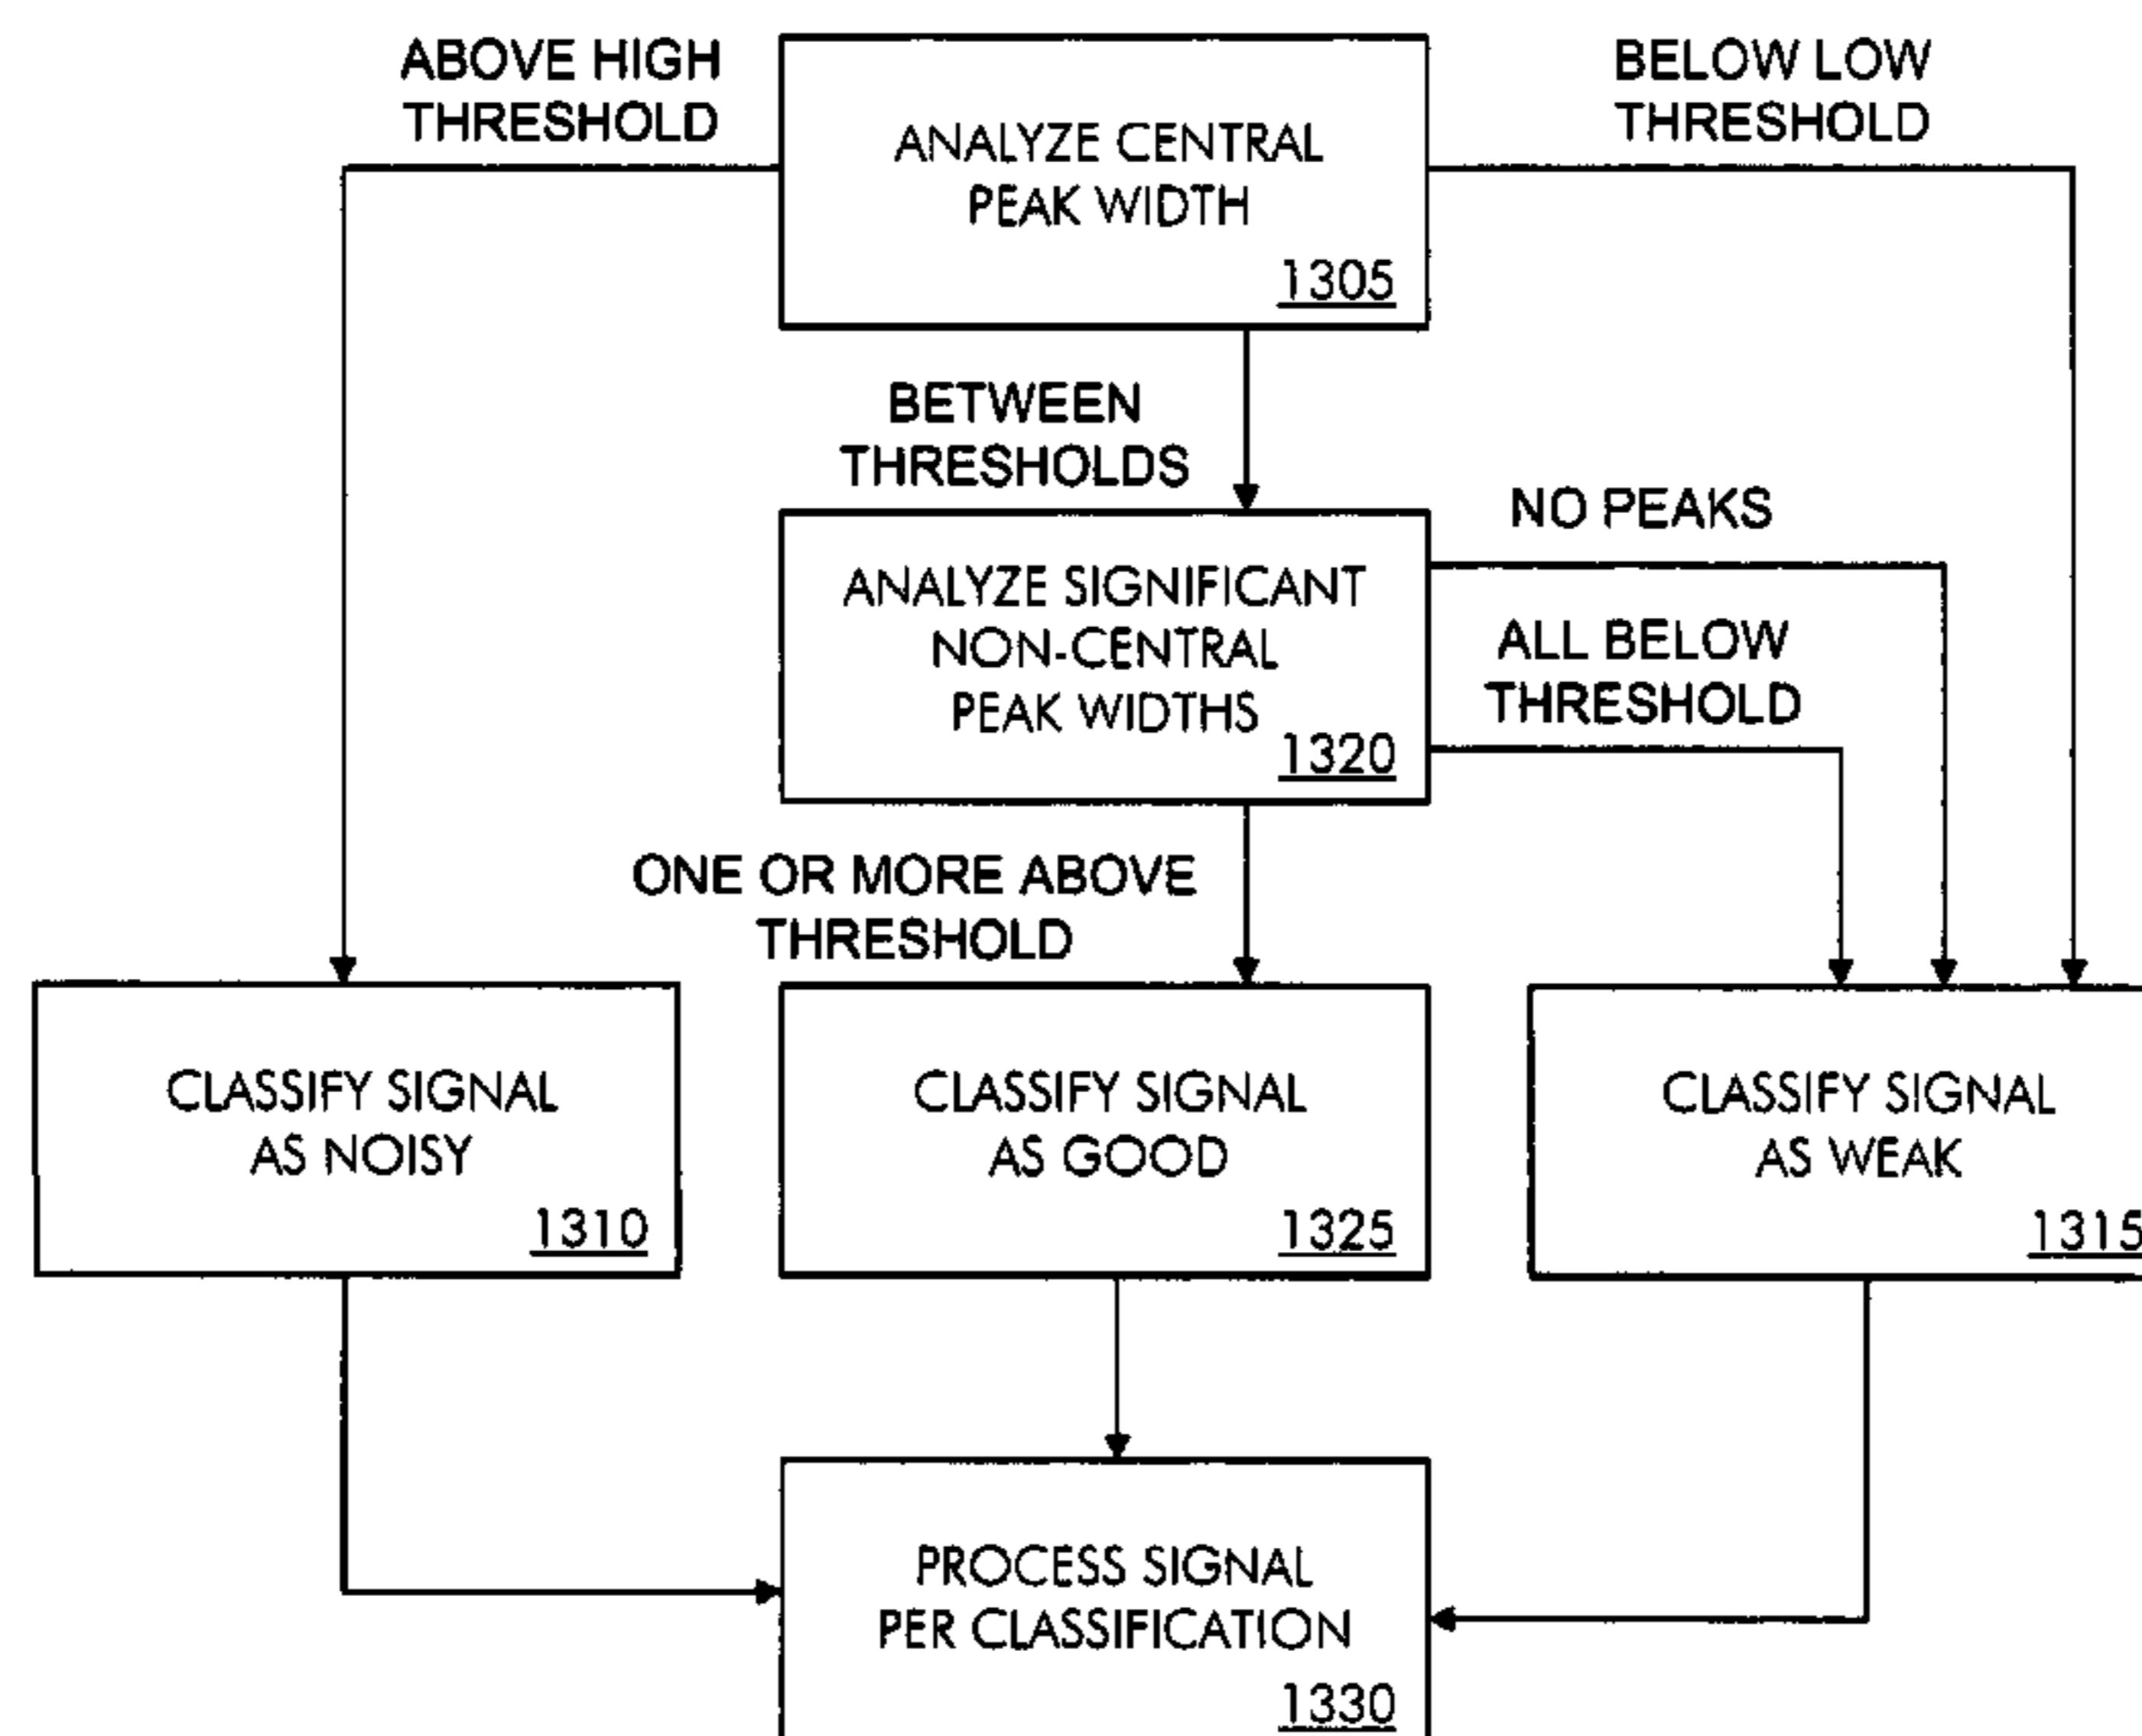 ABOVE HIGH
THRESHOLD
ANALYZE CENTRAL
PEAK WIDTH
1305
BELOW LOW
THRESHOLD
BETWEEN
THRESHOLDS
NO PEAKS
ANALYZE SIGNIFICANT
NON-CENTRAL
PEAK WIDTHS
1320
ALL BELOW
THRESHOLD
ONE OR MORE ABOVE
THRESHOLD
CLASSIFY SIGNAL
AS NOISY
1310
CLASSIFY SIGNAL
AS GOOD
1325
CLASSIFY SIGNAL
AS WEAK
1315
PROCESS SIGNAL
PER CLASSIFICATION
1330